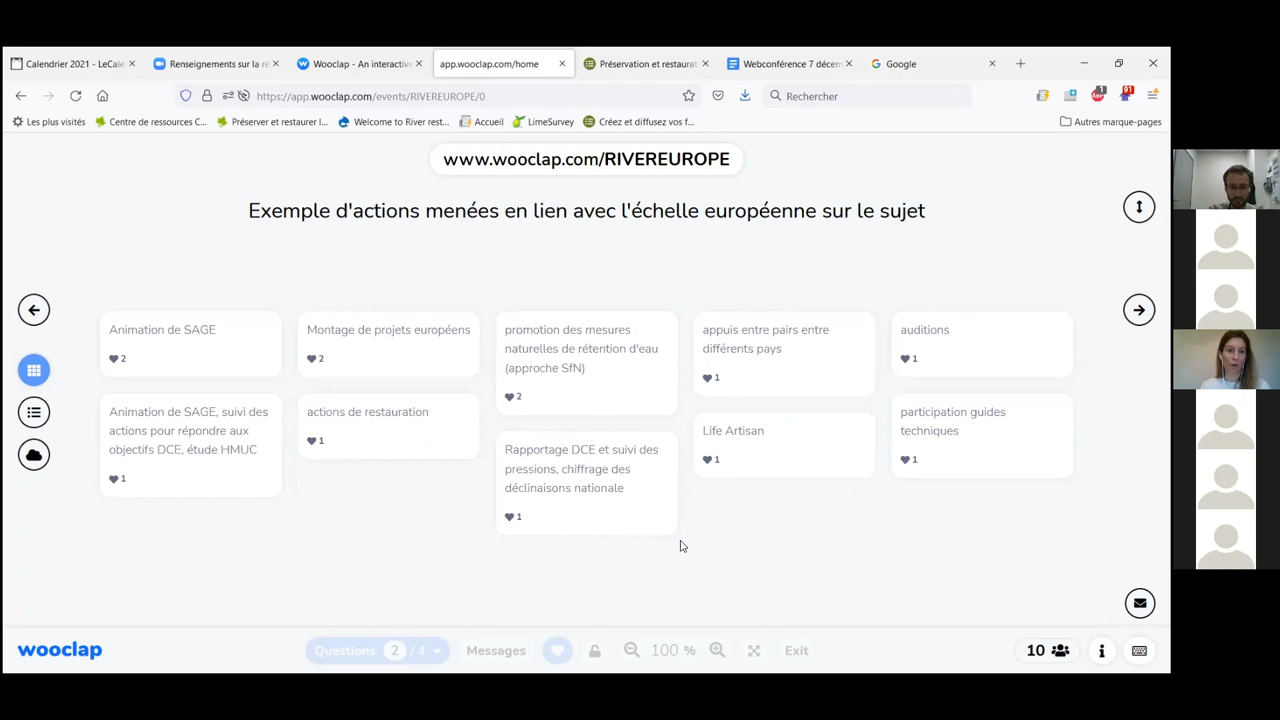 Calendrier 2021 - LeCale
Renseignements sur la ré
Wooclap - An interactive
app.wooclap.com/home
Préservation et restaurat
Webconférence 7 décem
Google
https://app.wooclap.com/events/RIVEREUROPE/0
Rechercher
1
91
Les plus visités
Centre de ressources C...
Préserver et restaurer l...
Welcome to River rest...
Accueil
LimeSurvey
Créez et diffusez vos f...
Autres marque-pages
www.wooclap.com/RIVEREUROPE
Exemple d'actions menées en lien avec l'échelle européenne sur le sujet
Animation de SAGE
2
Animation de SAGE, suivi des
actions pour répondre aux
objectifs DCE, étude HMUC
1
Montage de projets européens
2
actions de restauration
1
promotion des mesures
naturelles de rétention d'eau
(approche SfN)
2
Rapportage DCE et suivi des
pressions, chiffrage des
déclinaisons nationale
1
appuis entre pairs entre
différents pays
1
Life Artisan
1
auditions
1
participation guides
techniques
1
wooclap
Questions 2 / 4
Messages
100 %
Exit
10